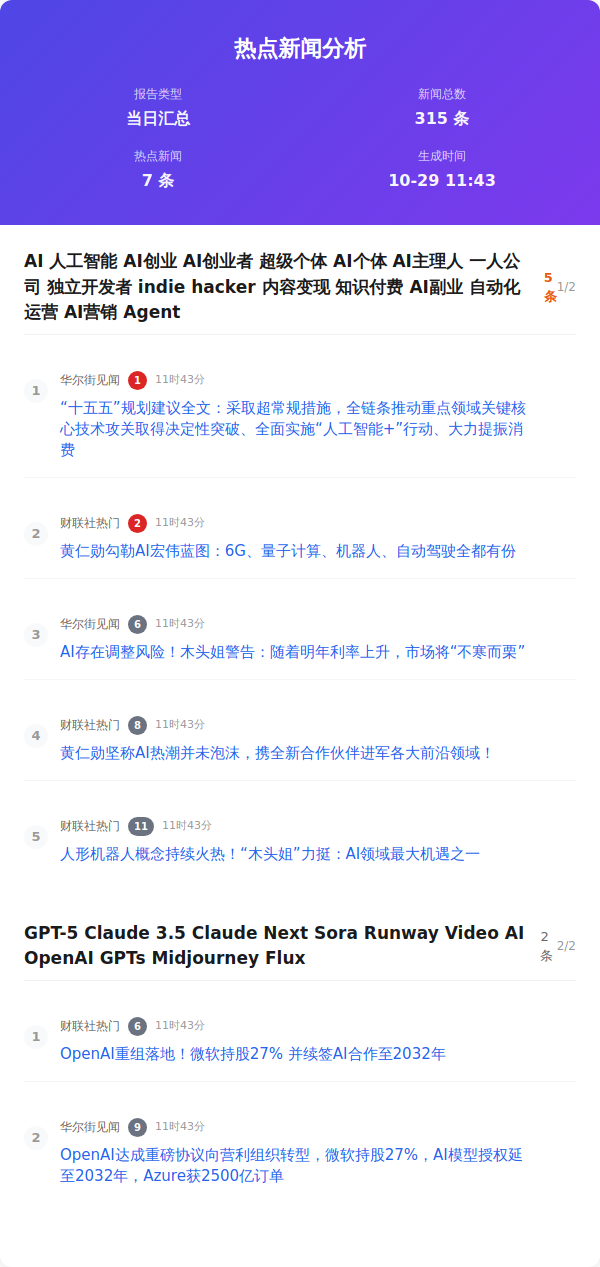 热点新闻分析
报告类型
当日汇总
新闻总数
315 条
热点新闻
7 条
生成时间
10-29 11:43
AI 人工智能 AI创业 AI创业者 超级个体 AI个体 AI主理人 一人公
司 独立开发者 indie hacker 内容变现 知识付费 AI副业 自动化
运营 AI营销 Agent
5
条
1/2
1
华尔街见闻 1 11时43分
“十五五”规划建议全文：采取超常规措施，全链条推动重点领域关键核
心技术攻关取得决定性突破、全面实施“人工智能+”行动、大力提振消
费
2
财联社热门 2 11时43分
黄仁勋勾勒AI宏伟蓝图：6G、量子计算、机器人、自动驾驶全都有份
3
华尔街见闻 6 11时43分
AI存在调整风险！木头姐警告：随着明年利率上升，市场将“不寒而栗”
4
财联社热门 8 11时43分
黄仁勋坚称AI热潮并未泡沫，携全新合作伙伴进军各大前沿领域！
5
财联社热门 11 11时43分
人形机器人概念持续火热！“木头姐”力挺：AI领域最大机遇之一
GPT-5 Claude 3.5 Claude Next Sora Runway Video AI
OpenAI GPTs Midjourney Flux
2
条
2/2
1
财联社热门 6 11时43分
OpenAI重组落地！微软持股27% 并续签AI合作至2032年
2
华尔街见闻 9 11时43分
OpenAI达成重磅协议向营利组织转型，微软持股27%，AI模型授权延
至2032年，Azure获2500亿订单